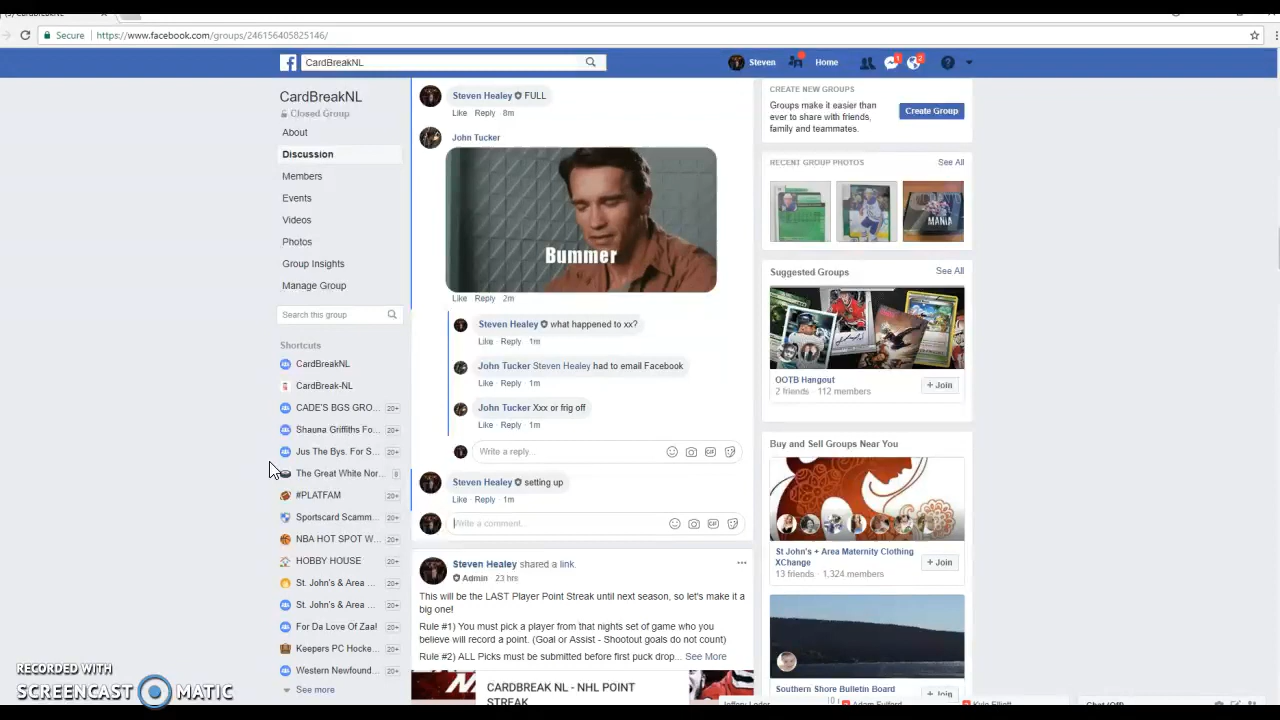 Secure
https://www.facebook.com/groups/246156405825146/
CardBreakNL
Steven
Home
1
2
CardBreakNL
Closed Group
About
Discussion
Members
Events
Videos
Photos
Group Insights
Manage Group
Search this group
Shortcuts
CardBreakNL
CardBreak-NL
CADE'S BGS GRO... 20+
Shauna Griffiths Fo... 20+
Jus The Bys. For S... 20+
The Great White Nor... 8
#PLATFAM 20+
Sportscard Scamm... 20+
NBA HOT SPOT W... 20+
HOBBY HOUSE 20+
St. John's & Area ... 20+
St. John's & Area ... 20+
For Da Love Of Zaa! 20+
Keepers PC Hocke... 20+
Western Newfound... 20+
See more
Steven Healey FULL
Like Reply 8m
John Tucker
Bummer
Like Reply 2m
Steven Healey what happened to xx?
Like Reply 1m
John Tucker Steven Healey had to email Facebook
Like Reply 1m
John Tucker Xxx or frig off
Like Reply 1m
Write a reply...
Steven Healey setting up
Like Reply 1m
Write a comment...
Steven Healey shared a link.
Admin 23 hrs
This will be the LAST Player Point Streak until next season, so let's make it a
big one!
Rule #1) You must pick a player from that nights set of game who you
believe will record a point. (Goal or Assist - Shootout goals do not count)
Rule #2) ALL Picks must be submitted before first puck drop... See More
CARDBREAK NL - NHL POINT
STREAK
CREATE NEW GROUPS
Groups make it easier than
ever to share with friends,
family and teammates.
Create Group
RECENT GROUP PHOTOS
See All
MANIA
Suggested Groups
See All
OOTB Hangout
2 friends · 112 members
+ Join
Buy and Sell Groups Near You
St John's + Area Maternity Clothing
XChange
13 friends · 1,324 members
+ Join
Southern Shore Bulletin Board
+ Join
RECORDED WITH
SCREENCAST MATIC